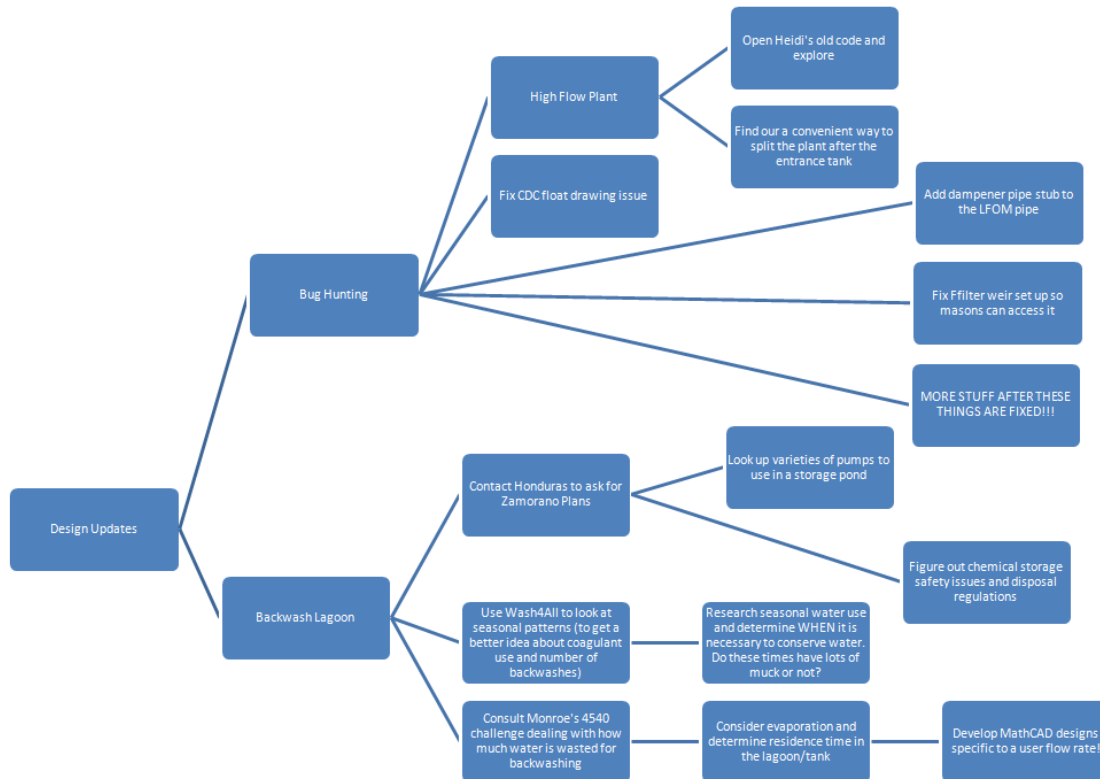 Open Heidi's old code and
explore
High Flow Plant
Find our a convenient way to
split the plant after the
entrance tank
Fix CDC float drawing issue
Add dampener pipe stub to
the LFOM pipe
Bug Hunting
Fix Ffilter weir set up so
masons can access it
MORE STUFF AFTER THESE
THINGS ARE FIXED!!!
Look up varieties of pumps to
use in a storage pond
Contact Honduras to ask for
Zamorano Plans
Design Updates
Figure out chemical storage
safety issues and disposal
regulations
Backwash Lagoon
Use Wash4All to look at
seasonal patterns (to get a
better idea about coagulant
use and number of
backwashes)
Research seasonal water use
and determine WHEN it is
necessary to conserve water.
Do these times have lots of
muck or not?
Consult Monroe's 4540
challenge dealing with how
much water is wasted for
backwashing
Consider evaporation and
determine residence time in
the lagoon/tank
Develop MathCAD designs
specific to a user flow rate!